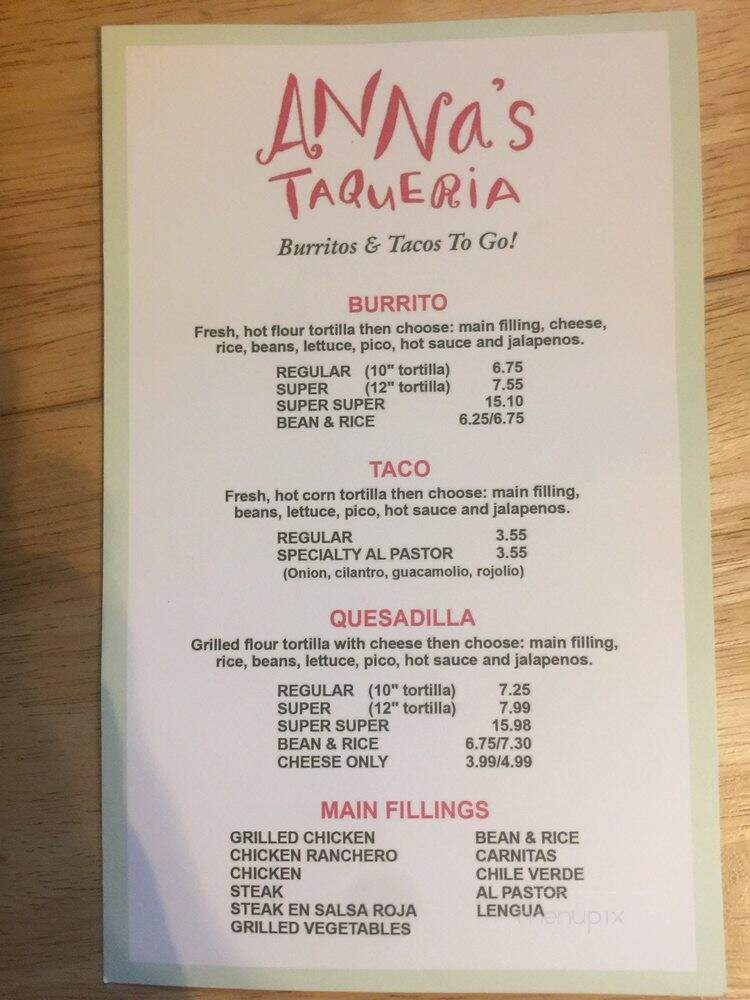 ANNa's
TAQUERIA
Burritos & Tacos To Go!
BURRITO
Fresh, hot flour tortilla then choose: main filling, cheese,
rice, beans, lettuce, pico, hot sauce and jalapenos.
REGULAR (10" tortilla) 6.75
SUPER (12" tortilla) 7.55
SUPER SUPER 15.10
BEAN & RICE 6.25/6.75
TACO
Fresh, hot corn tortilla then choose: main filling,
beans, lettuce, pico, hot sauce and jalapenos.
REGULAR 3.55
SPECIALTY AL PASTOR 3.55
(Onion, cilantro, guacamolio, rojolio)
QUESADILLA
Grilled flour tortilla with cheese then choose: main filling,
rice, beans, lettuce, pico, hot sauce and jalapenos.
REGULAR (10" tortilla) 7.25
SUPER (12" tortilla) 7.99
SUPER SUPER 15.98
BEAN & RICE 6.75/7.30
CHEESE ONLY 3.99/4.99
MAIN FILLINGS
GRILLED CHICKEN
CHICKEN RANCHERO
CHICKEN
STEAK
STEAK EN SALSA ROJA
GRILLED VEGETABLES
BEAN & RICE
CARNITAS
CHILE VERDE
AL PASTOR
LENGUA
menupix